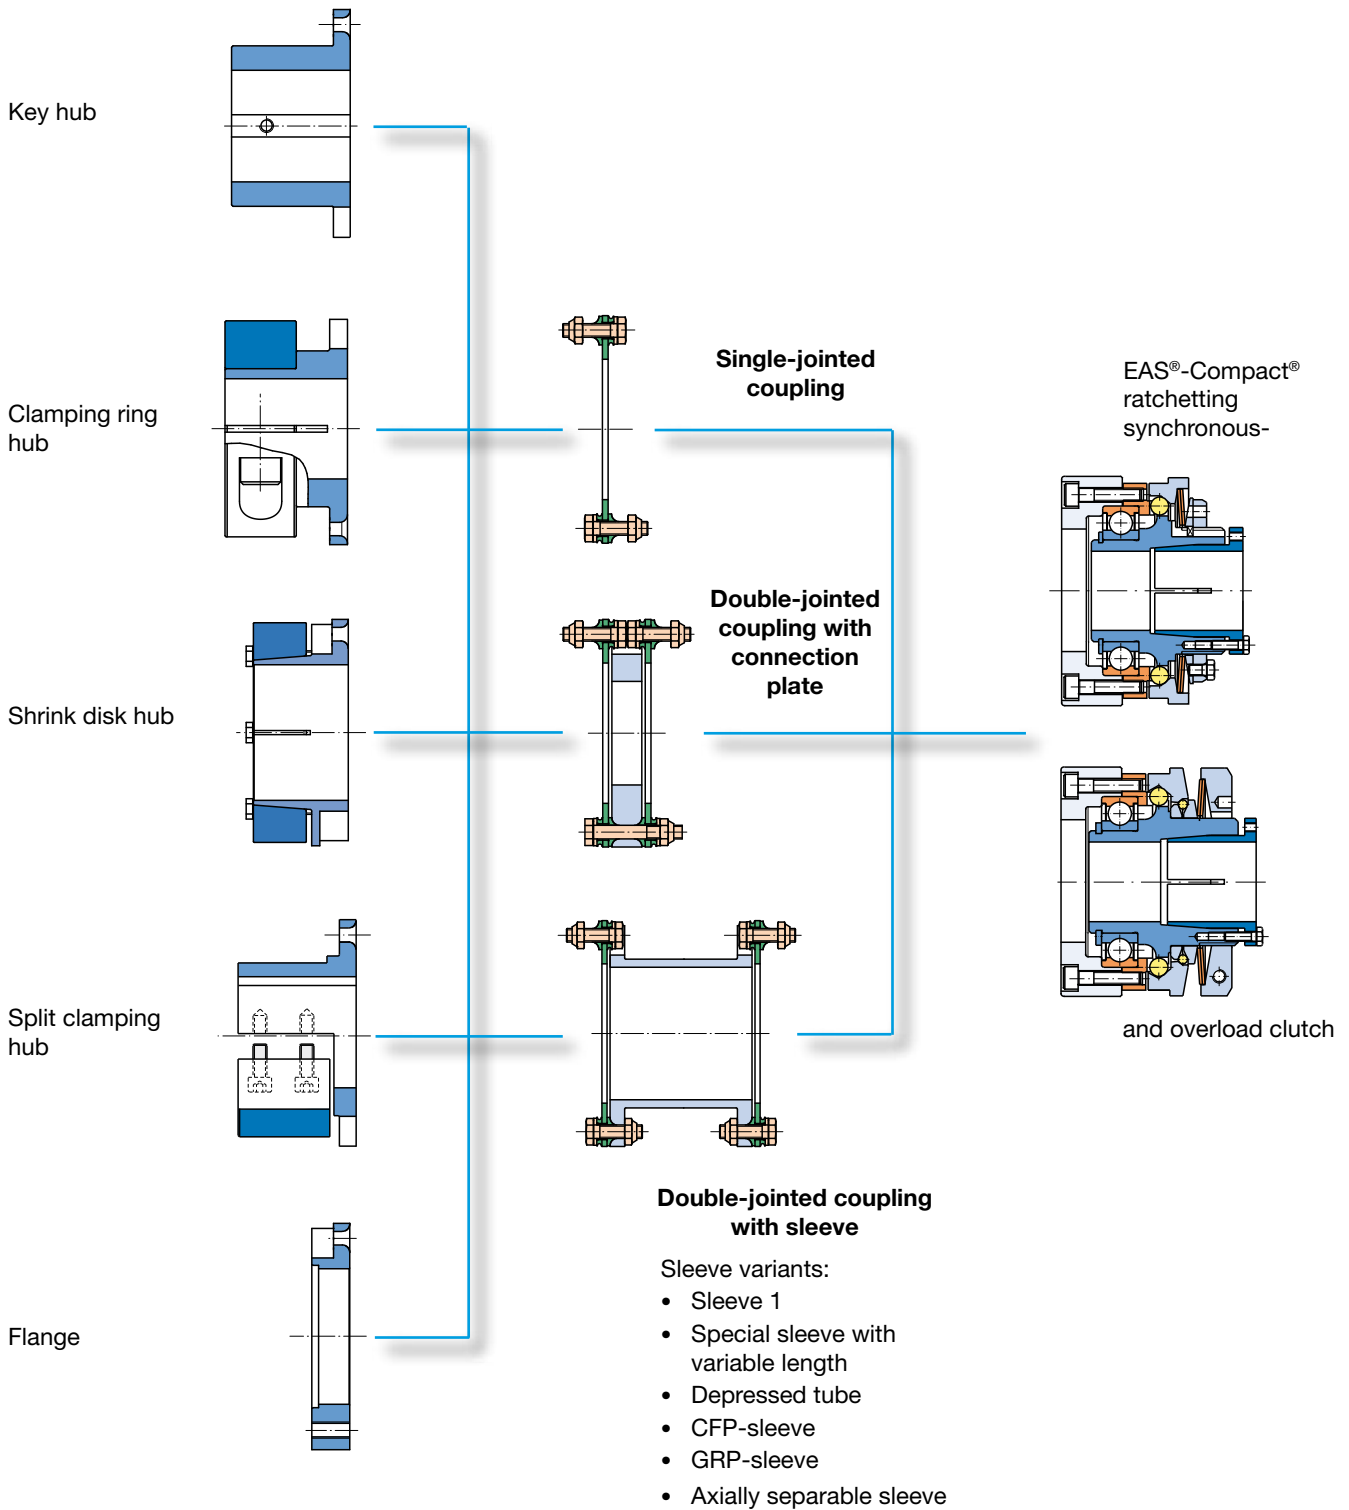 Key hub
Clamping ring
hub
Shrink disk hub
Split clamping
hub
Flange
Single-jointed
coupling
Double-jointed
coupling with
connection
plate
Double-jointed coupling
with sleeve
Sleeve variants:
• Sleeve 1
• Special sleeve with
variable length
• Depressed tube
• CFP-sleeve
• GRP-sleeve
• Axially separable sleeve
EAS®-Compact®
ratchetting
synchronous-
and overload clutch